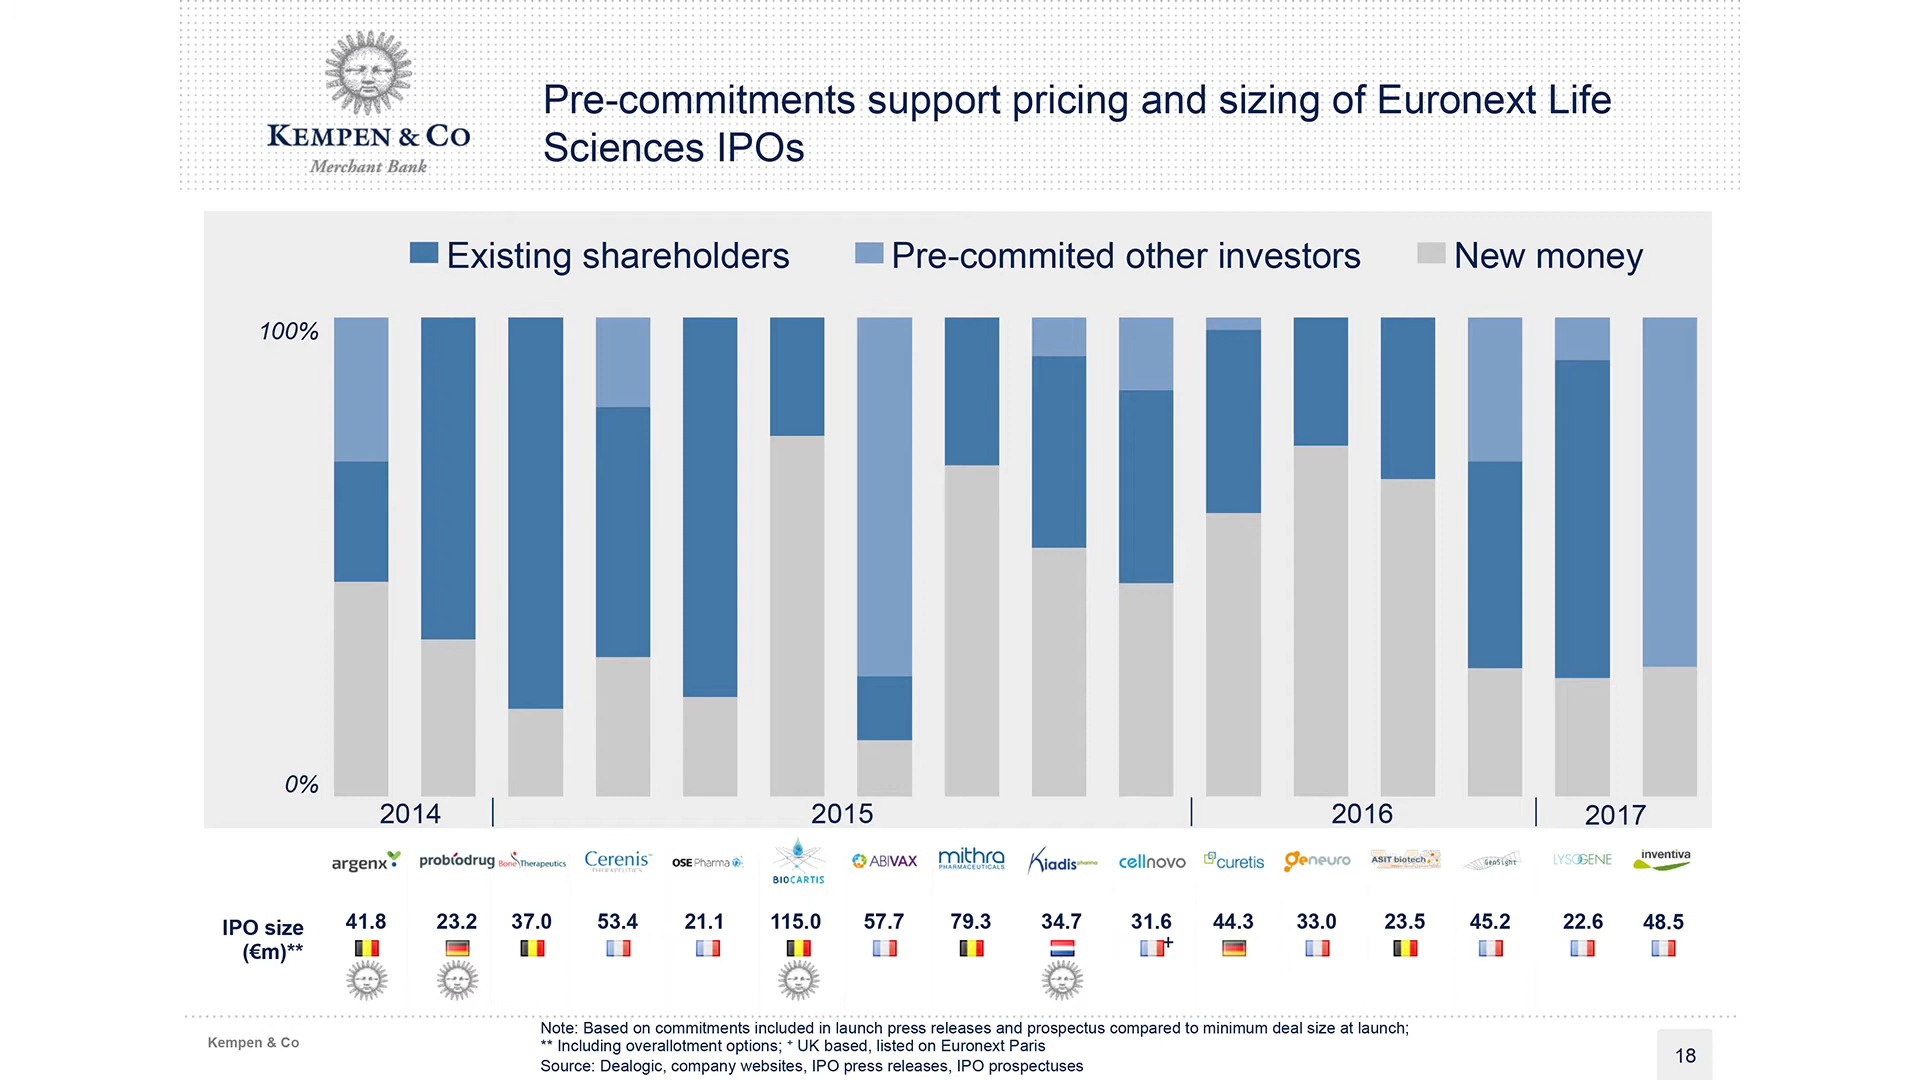 KEMPEN & CO
Merchant Bank
Pre-commitments support pricing and sizing of Euronext Life
Sciences IPOs
Existing shareholders Pre-commited other investors New money
100%
0%
2014 2015 2016 2017
argenx probiodrug Bone Therapeutics Cerenis THERAPEUTICS OSE Pharma BIOCARTIS ABIVAX mithra PHARMACEUTICALS Kiadis pharma cellnovo curetis geneuro ASIT biotech GenSight LYSOGENE inventiva
IPO size 41.8 23.2 37.0 53.4 21.1 115.0 57.7 79.3 34.7 31.6 44.3 33.0 23.5 45.2 22.6 48.5
(€m)** +
Note: Based on commitments included in launch press releases and prospectus compared to minimum deal size at launch;
Kempen & Co
** Including overallotment options; + UK based, listed on Euronext Paris
Source: Dealogic, company websites, IPO press releases, IPO prospectuses
18